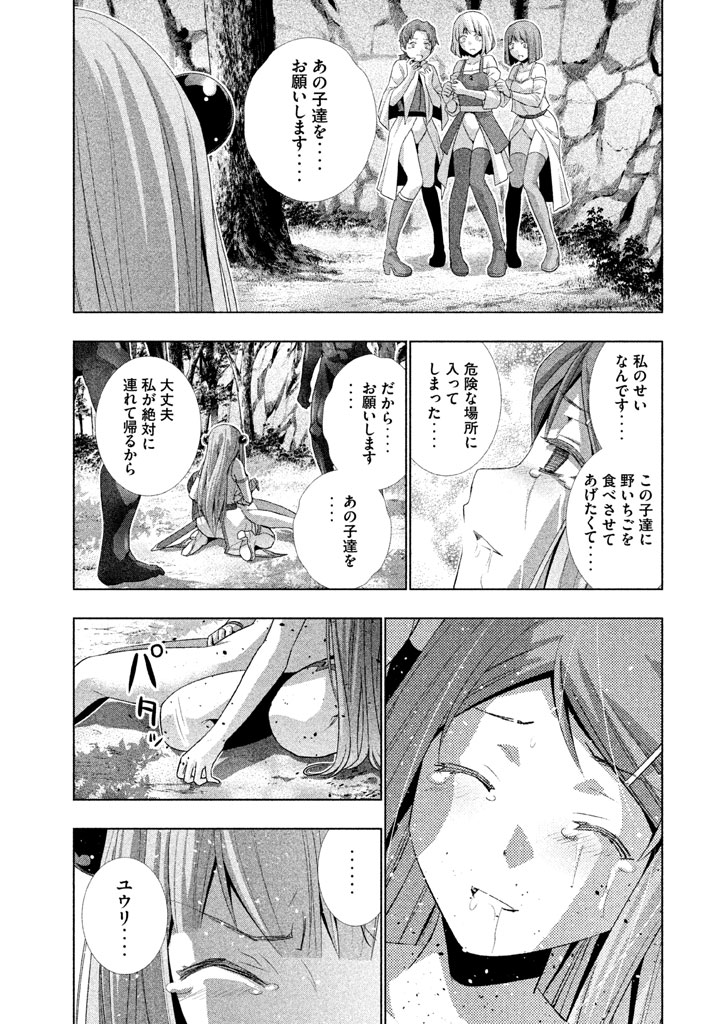 あの子達を‥‥
お願いします
‥‥
私のせい
なんです‥‥
この子達に
野いちごを
食べさせて
あげたくて‥‥
危険な場所に
入って
しまった‥‥
だから‥‥
お願いします
‥‥
あの子達を
‥‥
大丈夫
私が絶対に
連れて帰るから
パタッ
‥‥‥
ユウリ‥‥